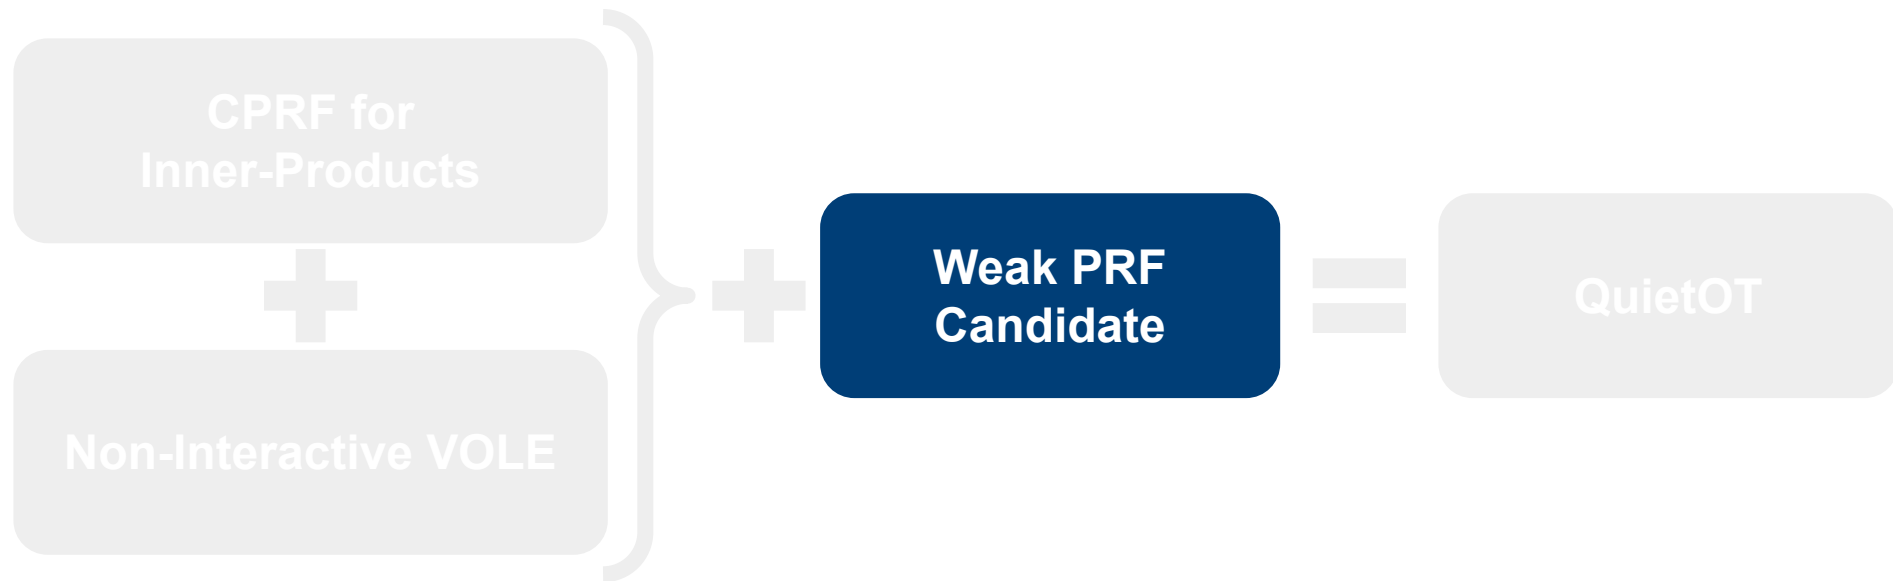 CPRF for
Inner-Products
Non-Interactive VOLE
Weak PRF
Candidate
QuietOT